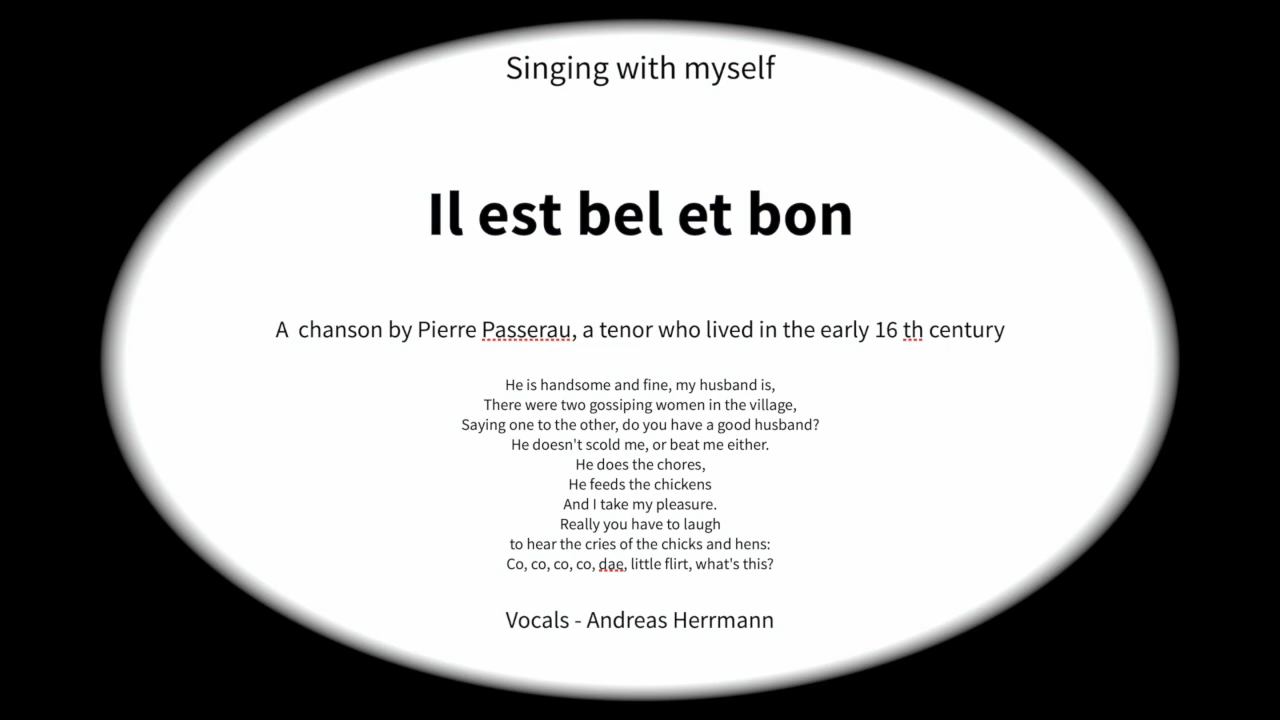 Singing with myself
Il est bel et bon
A  chanson by Pierre Passerau, a tenor who lived in the early 16 th century
He is handsome and fine, my husband is,
There were two gossiping women in the village,
Saying one to the other, do you have a good husband?
He doesn't scold me, or beat me either.
He does the chores,
He feeds the chickens
And I take my pleasure.
Really you have to laugh
to hear the cries of the chicks and hens:
Co, co, co, co, dae, little flirt, what's this?
Vocals - Andreas Herrmann